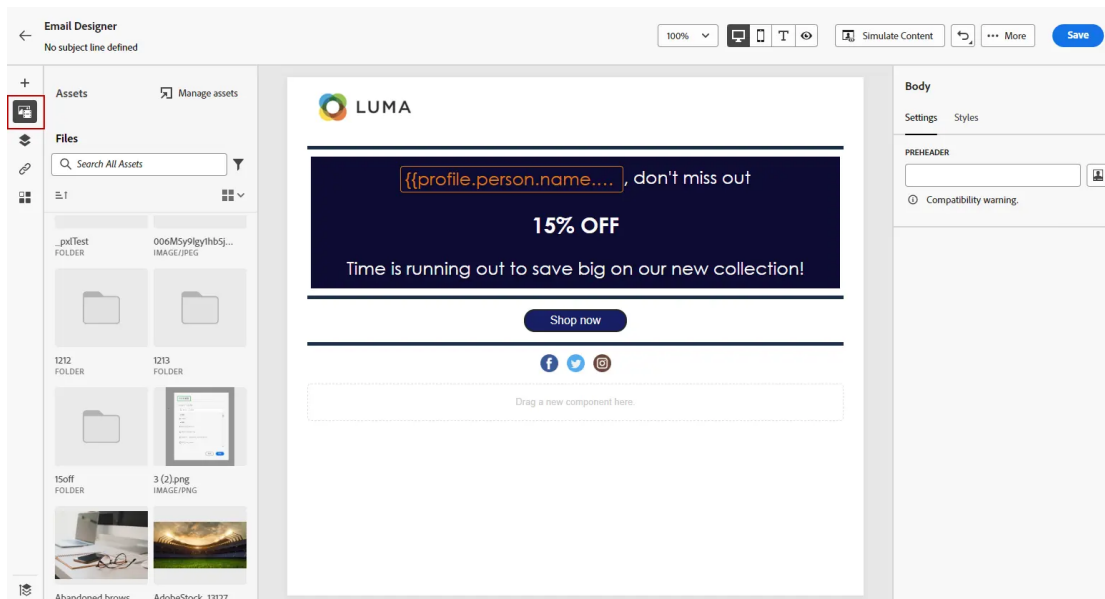 Email Designer
No subject line defined
100%
T
Simulate Content
More
Save
Assets
Manage assets
Files
Search All Assets
_pxlTest
FOLDER
006M5y9lgy1hb5j...
IMAGE/JPEG
1212
FOLDER
1213
FOLDER
15off
FOLDER
3 (2).png
IMAGE/PNG
Abandoned brows
AdobeStock_13127
LUMA
{{profile.person.name.... , don't miss out
15% OFF
Time is running out to save big on our new collection!
Shop now
Drag a new component here.
Body
Settings Styles
PREHEADER
Compatibility warning.